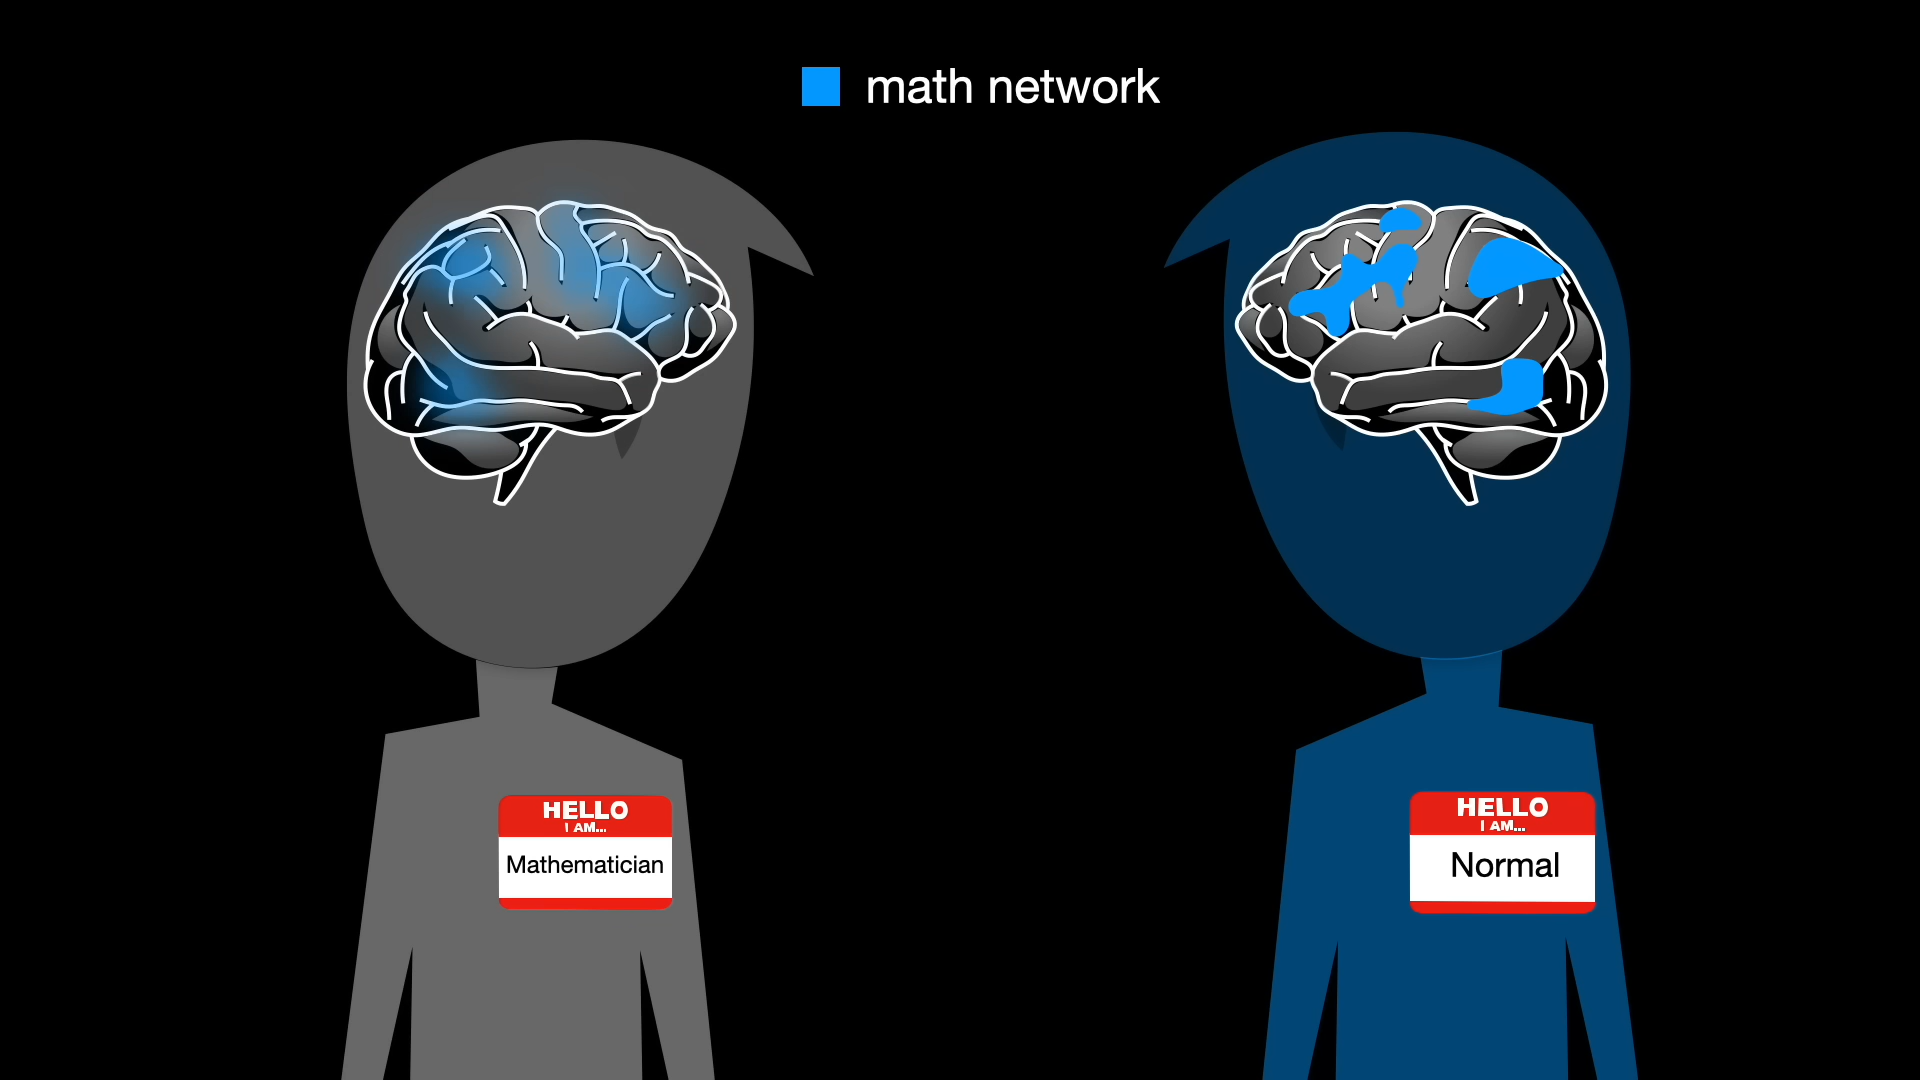 math network
HELLO
I AM...
Mathematician
HELLO
I AM...
Normal